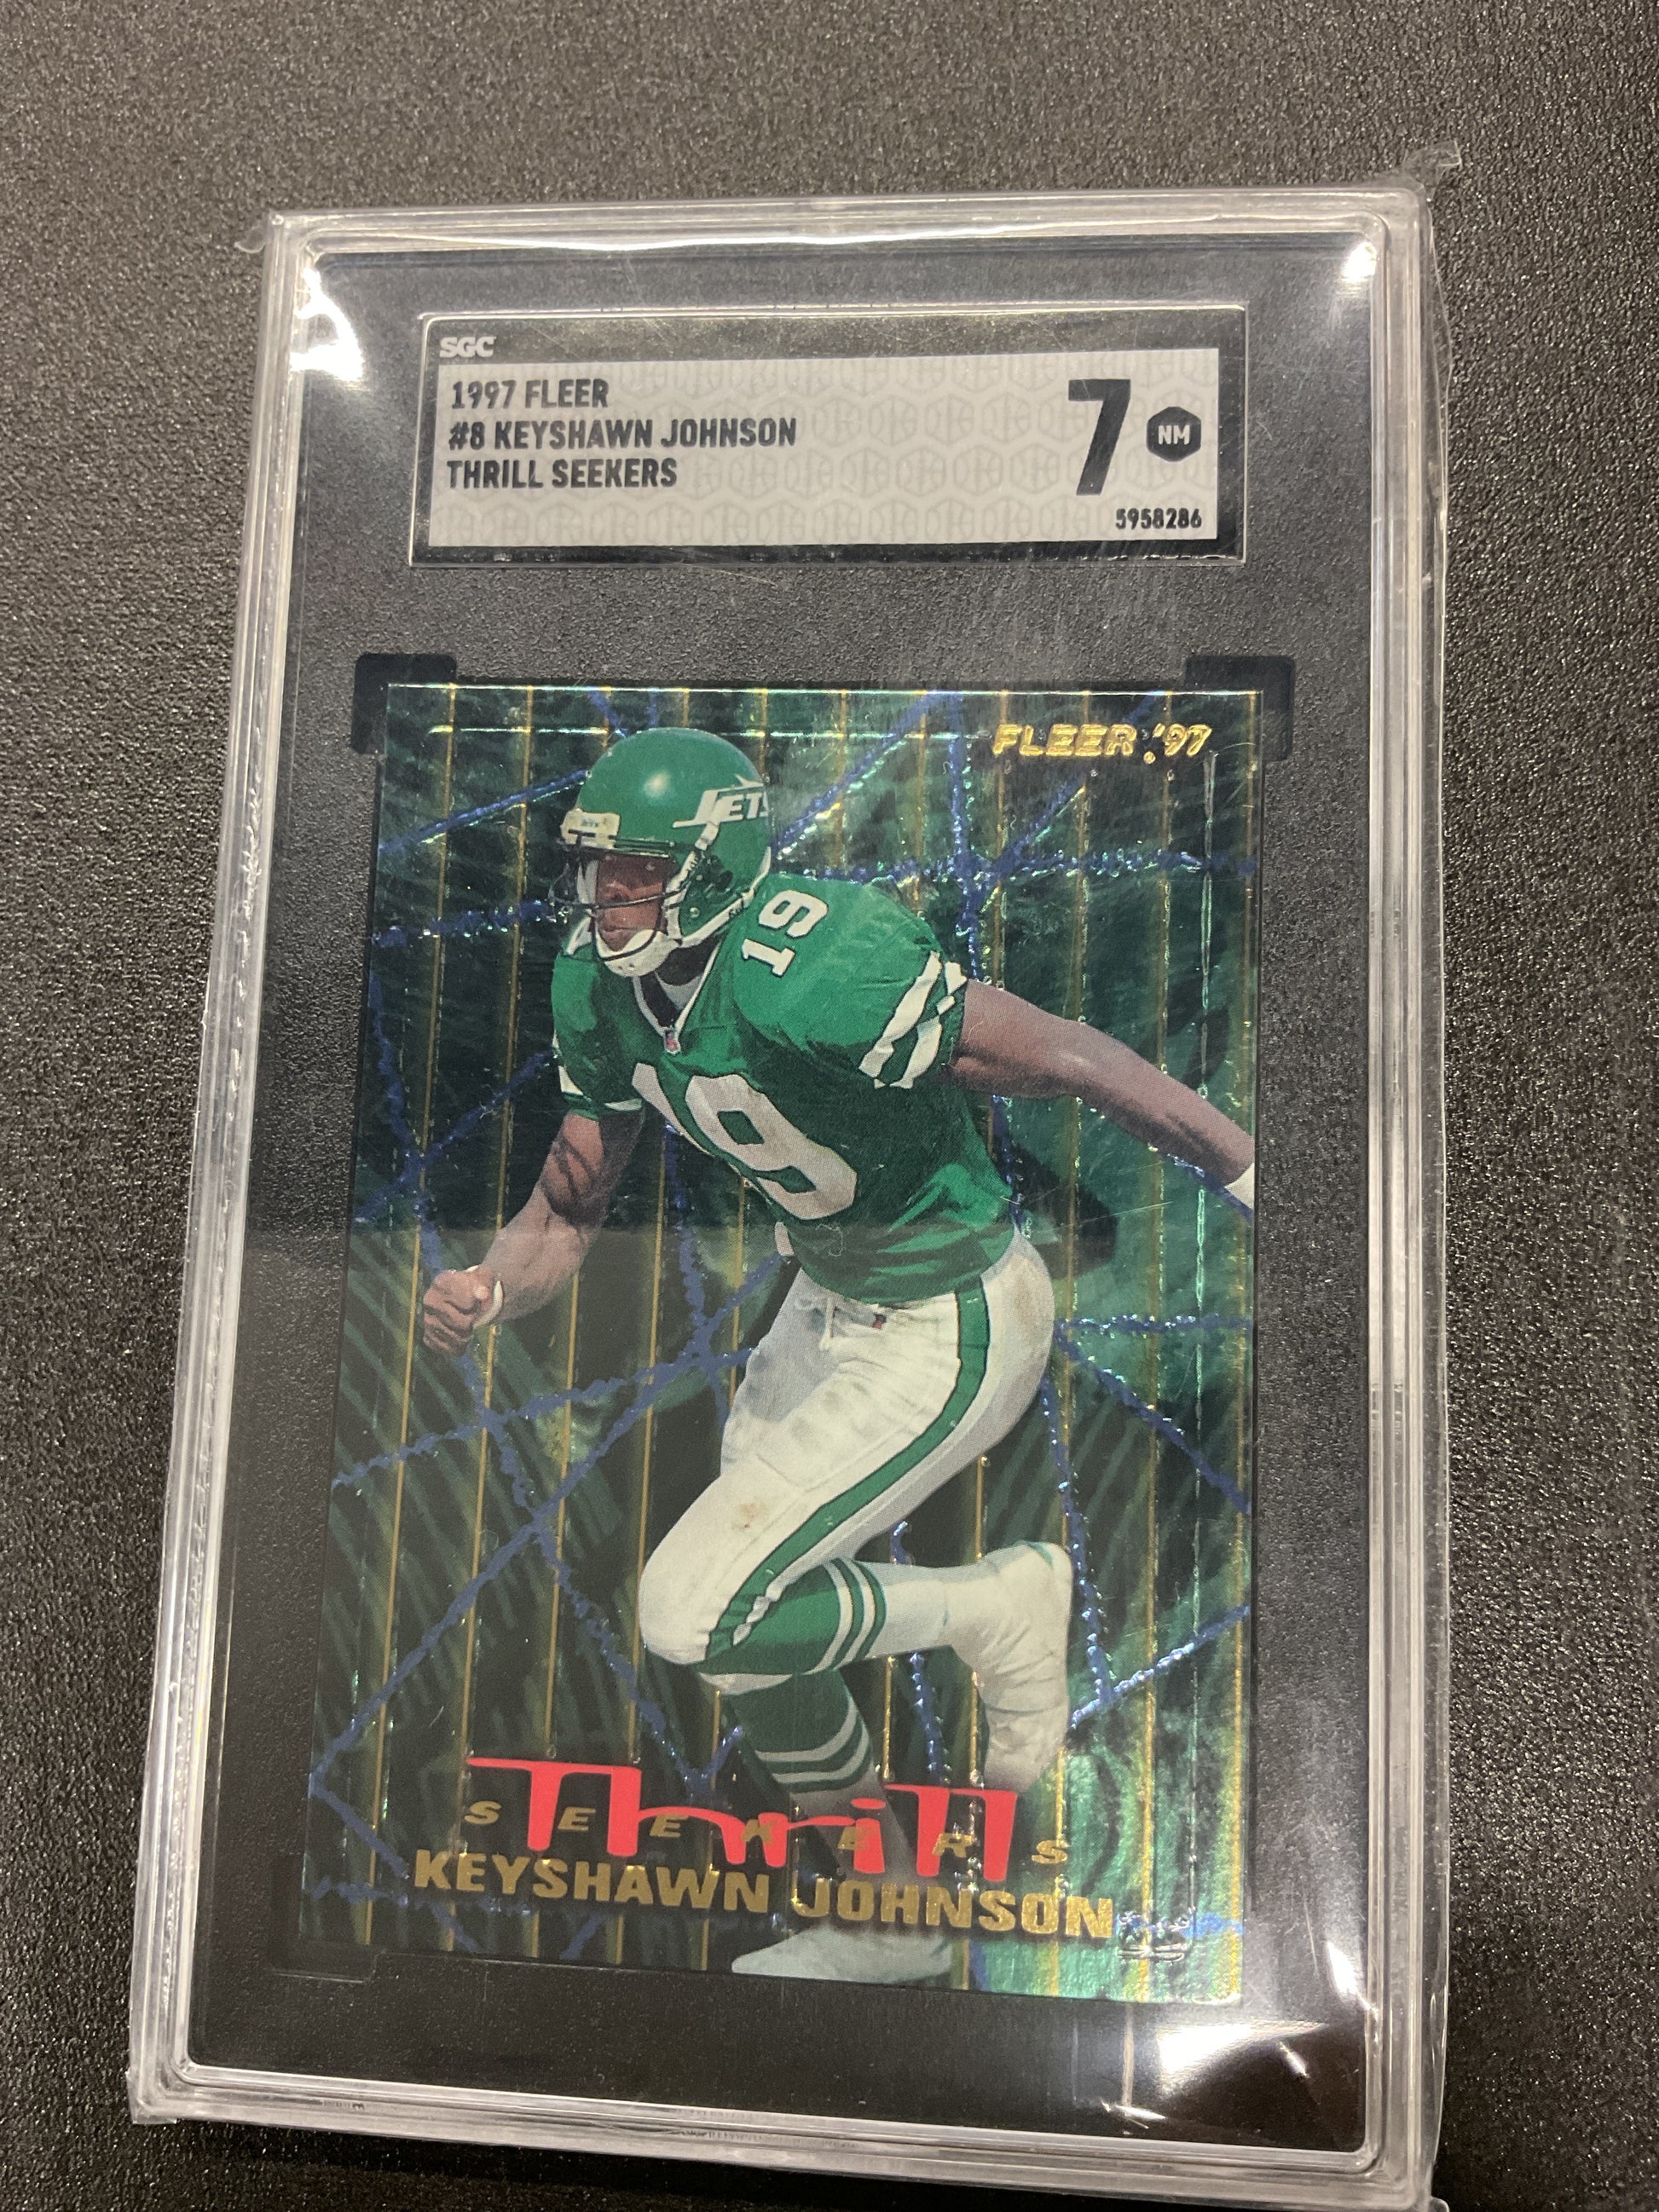 SGC
1997 FLEER
#8 KEYSHAWN JOHNSON
THRILL SEEKERS
7
NM
5958286
FLEER '97
JETS
19
19
Thrill
SEEKERS
KEYSHAWN JOHNSON